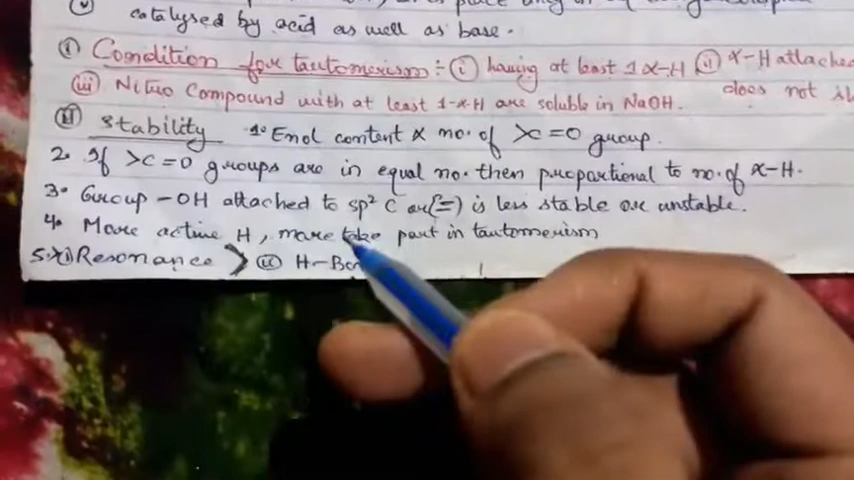 (v) catalysed by acid as well as base.
(I) Condition for tautomerism :- (i) having at least 1 α-H (ii) α-H attached
(iii) Nitro Compound with at least 1-α-H are soluble in NaOH. does not
(II) Stability 1. Enol content ∝ no. of >C=O group.
2. If >C=O groups are in equal no. then proportional to no. of α-H.
3. Group -OH attached to sp² C or (=) is less stable or unstable.
4. More active H, more take part in tautomerism
5. (i) Resonance > (ii) H-Bon